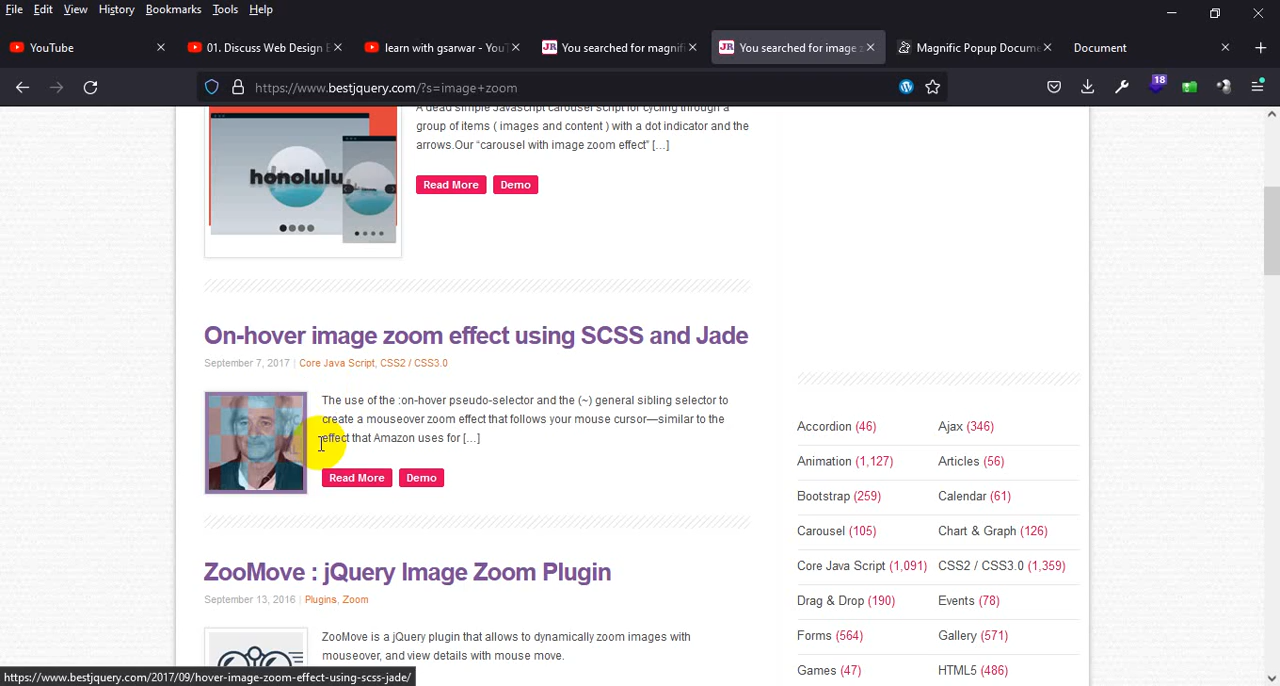 File Edit View History Bookmarks Tools Help
YouTube
01. Discuss Web Design E
learn with gsarwar - YouT
You searched for magnifi
You searched for image z
Magnific Popup Docume
Document
https://www.bestjquery.com/?s=image+zoom
18
A dead simple Javascript carousel script for cycling through a
group of items ( images and content ) with a dot indicator and the
arrows.Our “carousel with image zoom effect” […]
honolulu
Read More Demo
On-hover image zoom effect using SCSS and Jade
September 7, 2017 | Core Java Script, CSS2 / CSS3.0
The use of the :on-hover pseudo-selector and the (~) general sibling selector to
create a mouseover zoom effect that follows your mouse cursor—similar to the
effect that Amazon uses for […]
Read More Demo
ZooMove : jQuery Image Zoom Plugin
September 13, 2016 | Plugins, Zoom
ZooMove is a jQuery plugin that allows to dynamically zoom images with
mouseover, and view details with mouse move.
Accordion (46) Ajax (346)
Animation (1,127) Articles (56)
Bootstrap (259) Calendar (61)
Carousel (105) Chart & Graph (126)
Core Java Script (1,091) CSS2 / CSS3.0 (1,359)
Drag & Drop (190) Events (78)
Forms (564) Gallery (571)
Games (47) HTML5 (486)
https://www.bestjquery.com/2017/09/hover-image-zoom-effect-using-scss-jade/